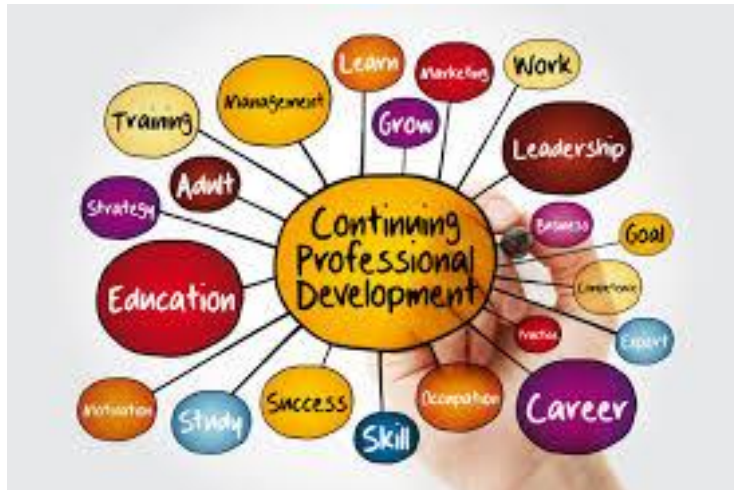 Learn
Marketing
Work
Management
Training
Grow
Leadership
Adult
Strategy
Continuing
Professional
Development
Business
Goal
Education
Competence
Practice
Expert
Motivation
Study
Success
Skill
Occupation
Career